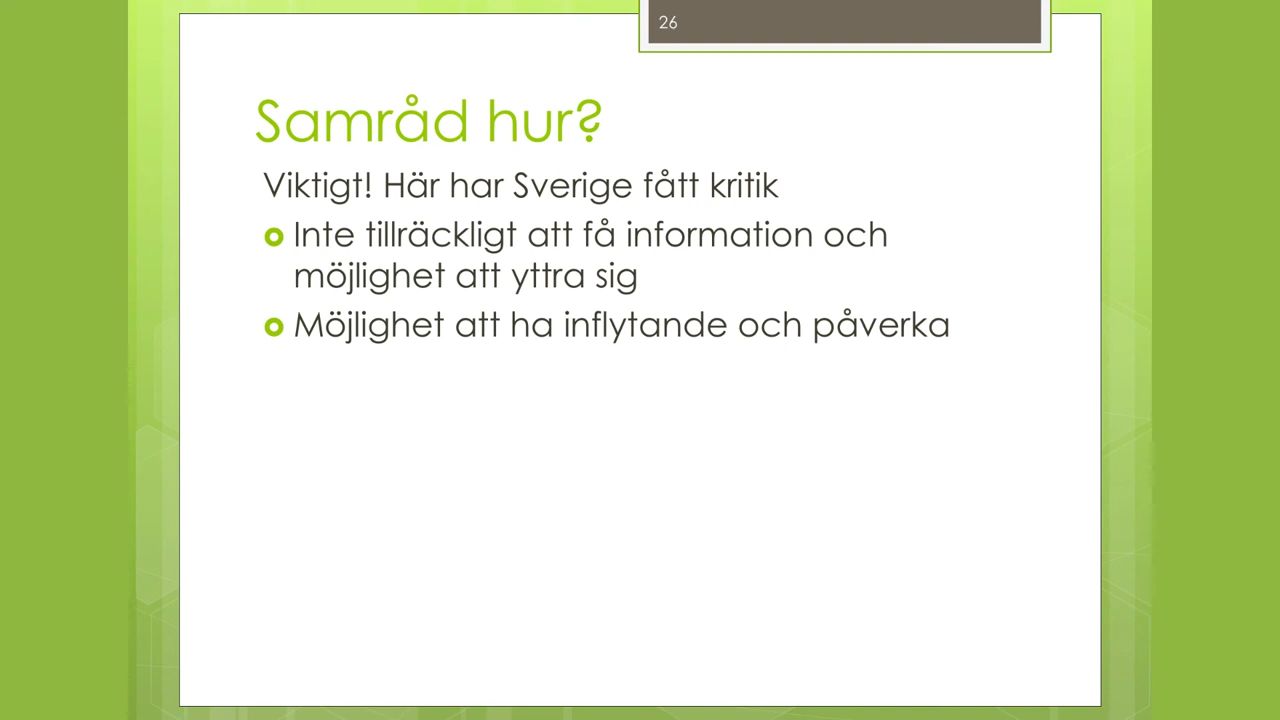 26
Samråd hur?
Viktigt! Här har Sverige fått kritik
Inte tillräckligt att få information och
möjlighet att yttra sig
Möjlighet att ha inflytande och påverka